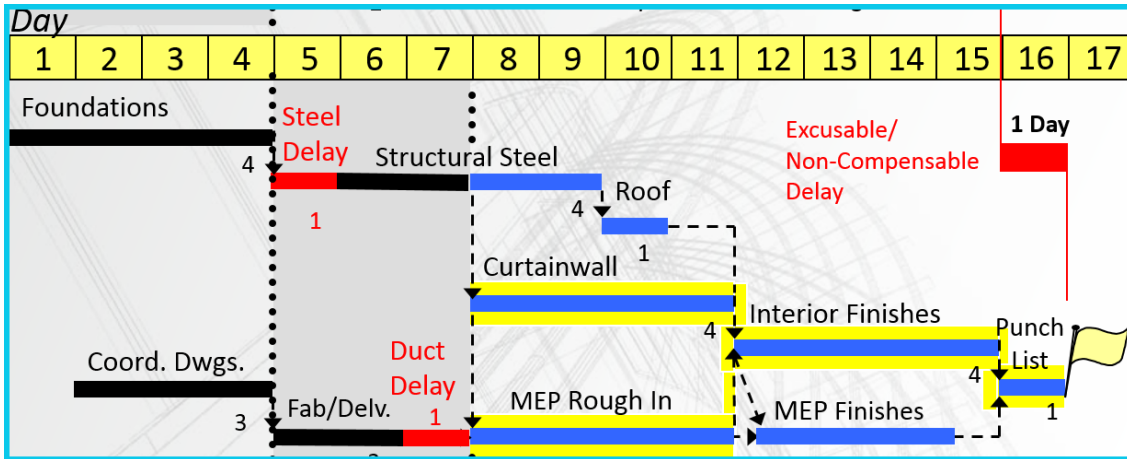 Day
1 2 3 4 5 6 7 8 9 10 11 12 13 14 15 16 17
Foundations
4
Steel
Delay
1
Structural Steel
4
Roof
1
Excusable/
Non-Compensable
Delay
1 Day
Curtainwall
4
Interior Finishes
4
Punch
List
1
Coord. Dwgs.
3
Duct
Delay
1
Fab/Delv.
MEP Rough In
MEP Finishes